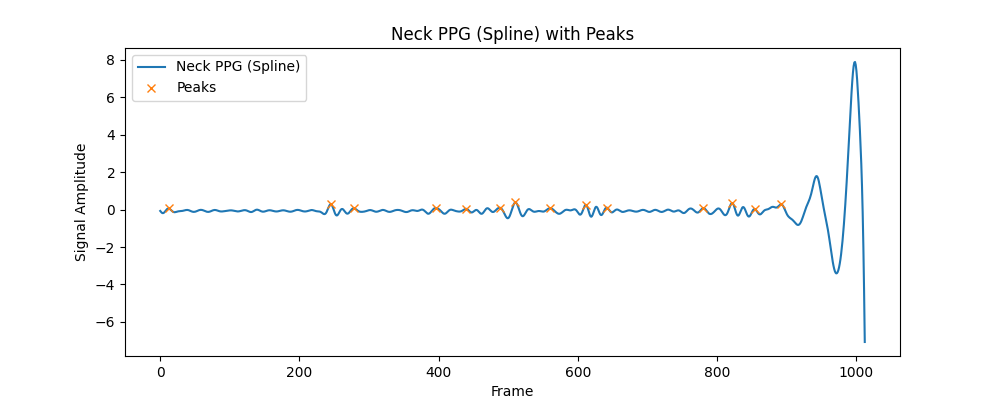 Neck PPG (Spline) with Peaks
Neck PPG (Spline)
Peaks
Signal Amplitude
8
6
4
2
0
−2
−4
−6
0 200 400 600 800 1000
Frame